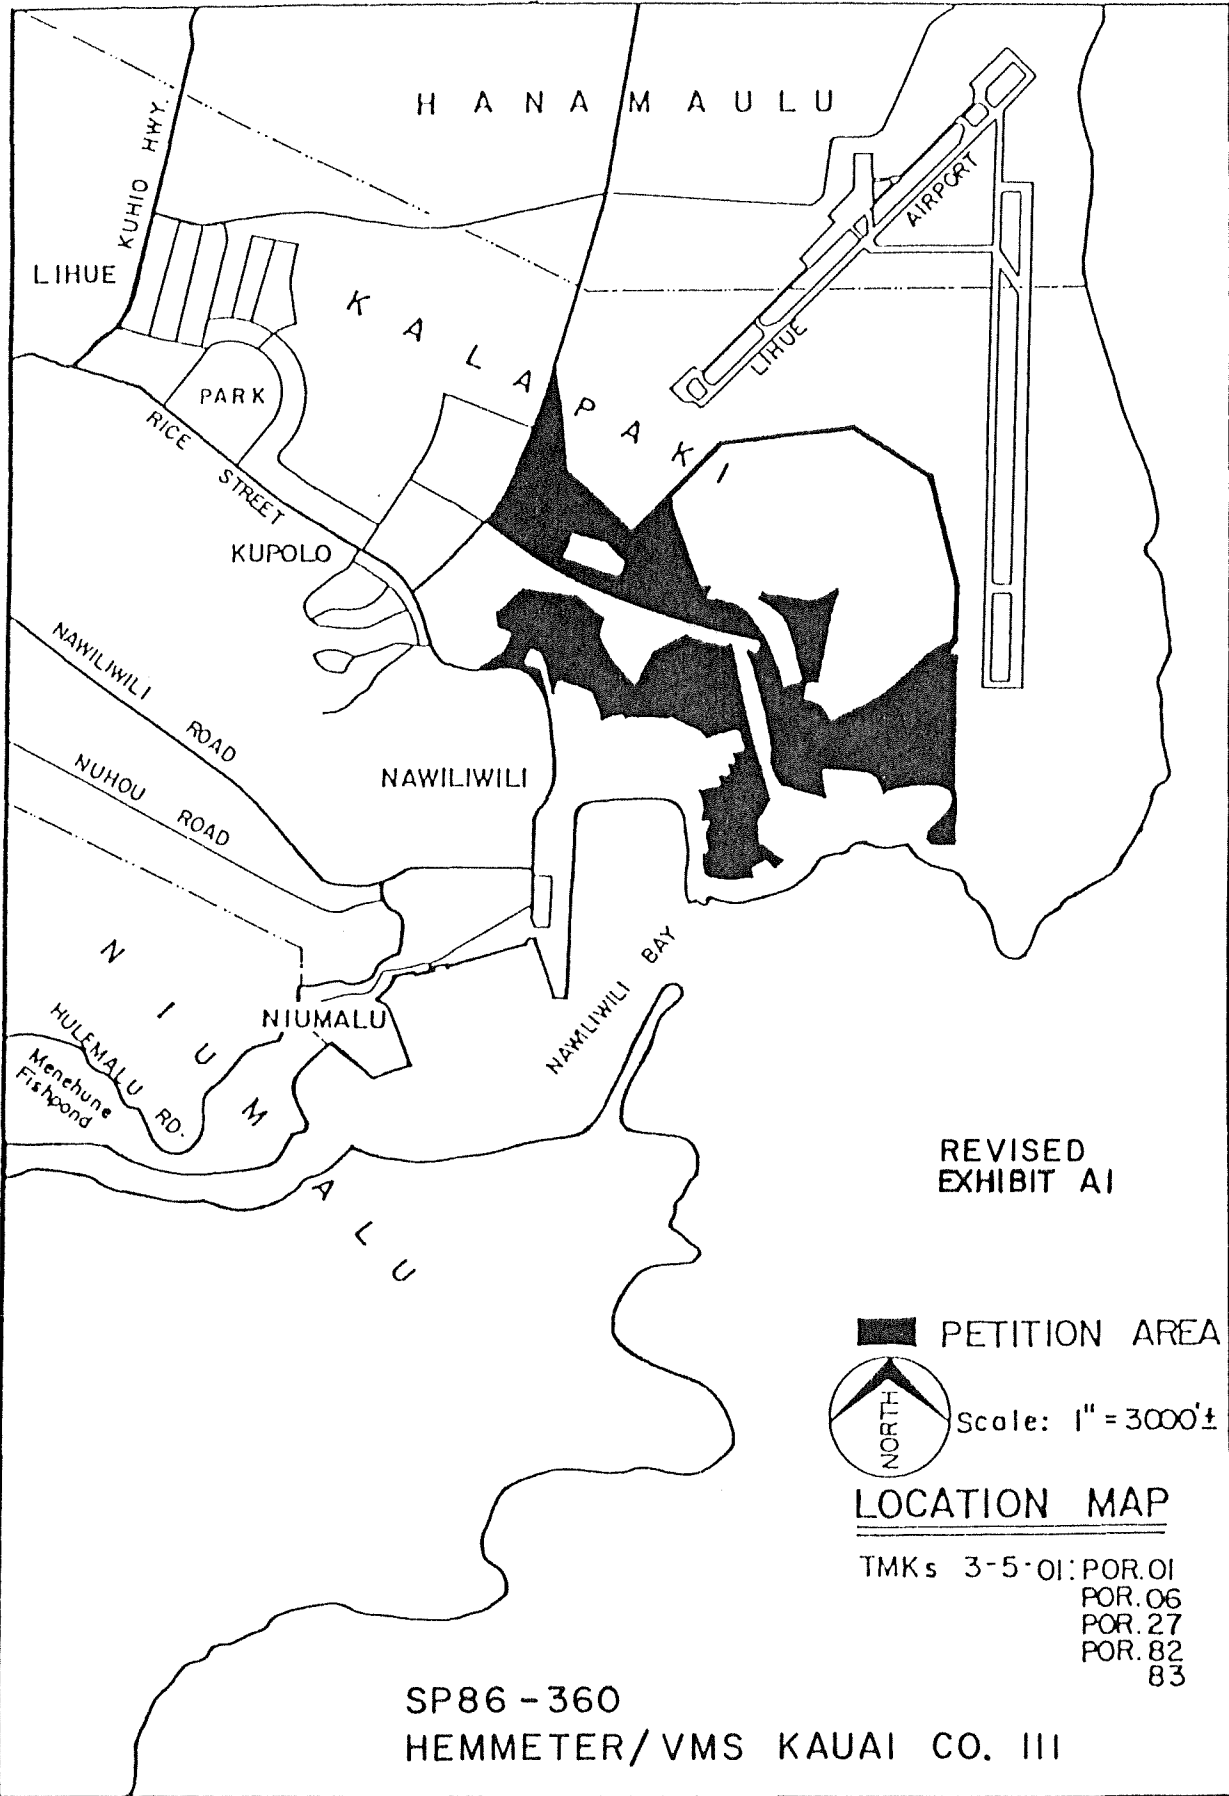 HANAMAULU
KUHIO HWY.
LIHUE
AIRPORT
LIHUE
KALAPAKI
PARK
RICE STREET
KUPOLO
NAWILIWILI ROAD
NUHOU ROAD
NAWILIWILI
NAWILIWILI BAY
NIUMALU
NIUMALU
HULEMALU RD.
Menehune
Fishpond
REVISED
EXHIBIT A1
PETITION AREA
NORTH
Scale: 1" = 3000'±
LOCATION MAP
TMKs 3-5-01: POR.01
POR.06
POR.27
POR.82
83
SP86-360
HEMMETER/VMS KAUAI CO. III